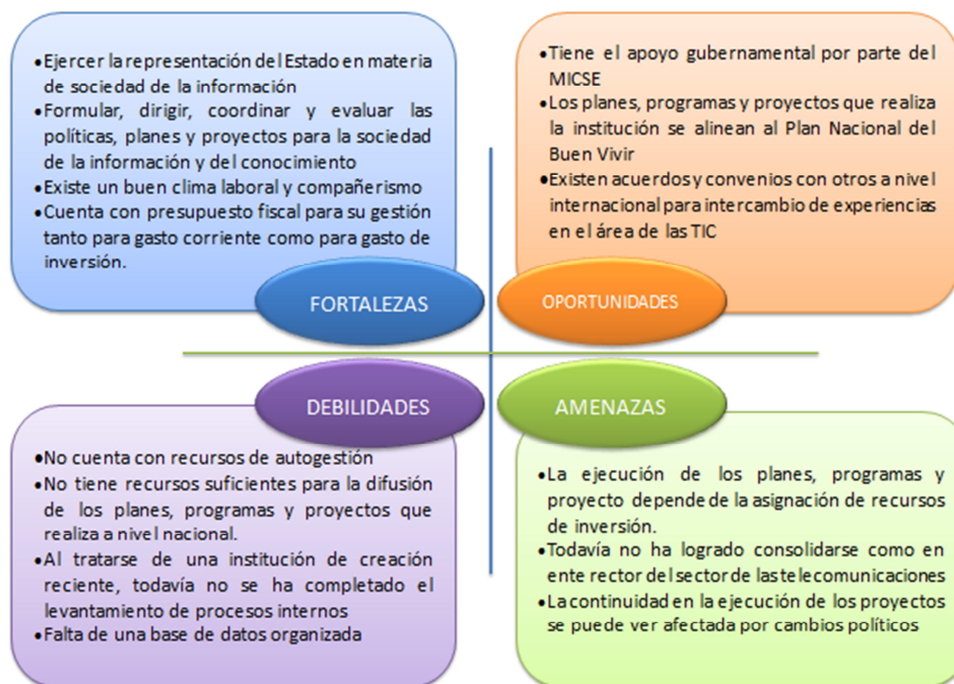 •Ejercer la representación del Estado en materia
de sociedad de la información
•Formular, dirigir, coordinar y evaluar las
políticas, planes y proyectos para la sociedad
de la información y del conocimiento
•Existe un buen clima laboral y compañerismo
•Cuenta con presupuesto fiscal para su gestión
tanto para gasto corriente como para gasto de
inversión.
FORTALEZAS
•Tiene el apoyo gubernamental por parte del
MICSE
•Los planes, programas y proyectos que realiza
la institución se alinean al Plan Nacional del
Buen Vivir
•Existen acuerdos y convenios con otros a nivel
internacional para intercambio de experiencias
en el área de las TIC
OPORTUNIDADES
DEBILIDADES
•No cuenta con recursos de autogestión
•No tiene recursos suficientes para la difusión
de los planes, programas y proyectos que
realiza a nivel nacional.
•Al tratarse de una institución de creación
reciente, todavía no se ha completado el
levantamiento de procesos internos
•Falta de una base de datos organizada
AMENAZAS
•La ejecución de los planes, programas y
proyecto depende de la asignación de recursos
de inversión.
•Todavía no ha logrado consolidarse como en
ente rector del sector de las telecomunicaciones
•La continuidad en la ejecución de los proyectos
se puede ver afectada por cambios políticos